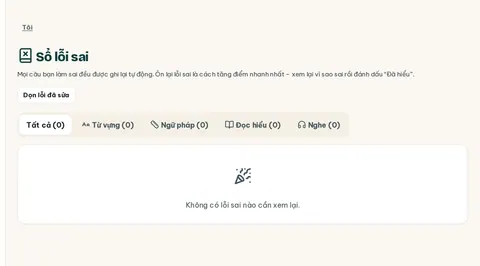 Tôi
Sổ lỗi sai
Mọi câu bạn làm sai đều được ghi lại tự động. Ôn lại lỗi sai là cách tăng điểm nhanh nhất – xem lại vì sao sai rồi đánh dấu "Đã hiểu".
Dọn lỗi đã sửa
Tất cả (0) Aa Từ vựng (0) Ngữ pháp (0) Đọc hiểu (0) Nghe (0)
Không có lỗi sai nào cần xem lại.